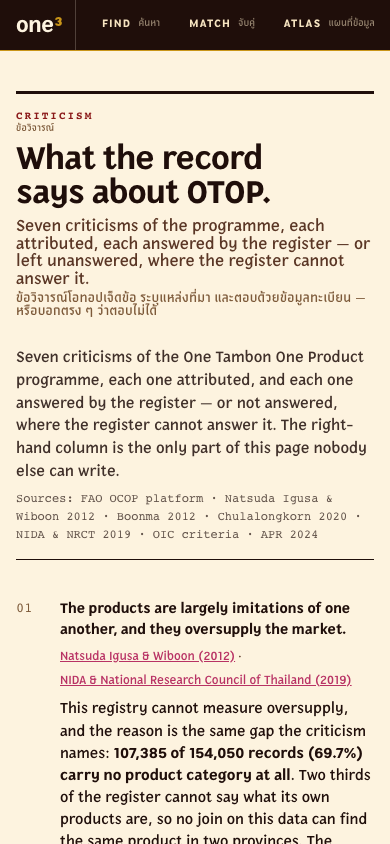 one³
FIND ค้นหา MATCH จับคู่ ATLAS แผนที่ข้อมูล
CRITICISM
ข้อวิจารณ์
What the record
says about OTOP.
Seven criticisms of the programme, each
attributed, each answered by the register — or
left unanswered, where the register cannot
answer it.
ข้อวิจารณ์โอทอปเจ็ดข้อ ระบุแหล่งที่มา และตอบด้วยข้อมูลทะเบียน —
หรือบอกตรง ๆ ว่าตอบไม่ได้
Seven criticisms of the One Tambon One Product
programme, each one attributed, and each one
answered by the register — or not answered,
where the register cannot answer it. The right-
hand column is the only part of this page nobody
else can write.
Sources: FAO OCOP platform · Natsuda Igusa &
Wiboon 2012 · Boonma 2012 · Chulalongkorn 2020 ·
NIDA & NRCT 2019 · OIC criteria · APR 2024
01
The products are largely imitations of one
another, and they oversupply the market.
Natsuda Igusa & Wiboon (2012) ·
NIDA & National Research Council of Thailand (2019)
This registry cannot measure oversupply,
and the reason is the same gap the criticism
names: 107,385 of 154,050 records (69.7%)
carry no product category at all. Two thirds
of the register cannot say what its own
products are, so no join on this data can find
the same product in two provinces. The